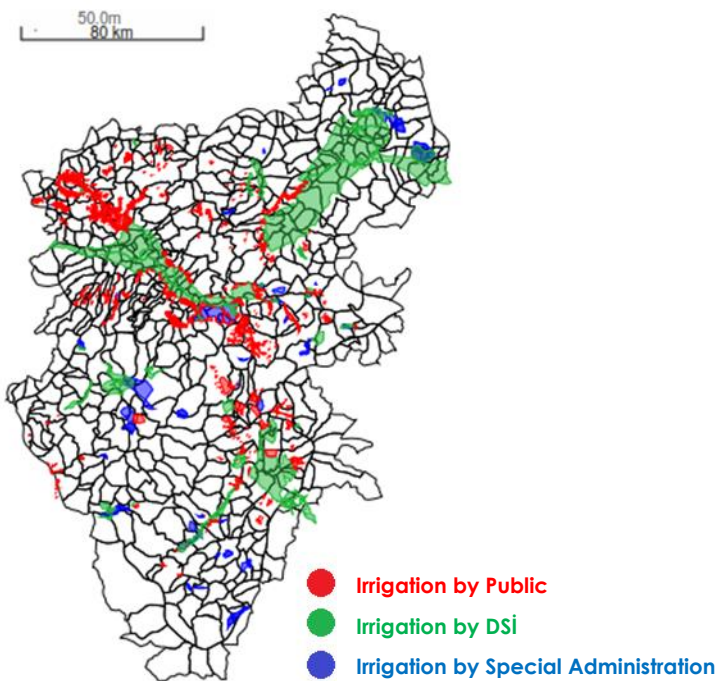 50.0m
80 km
Irrigation by Public
Irrigation by DSİ
Irrigation by Special Administration